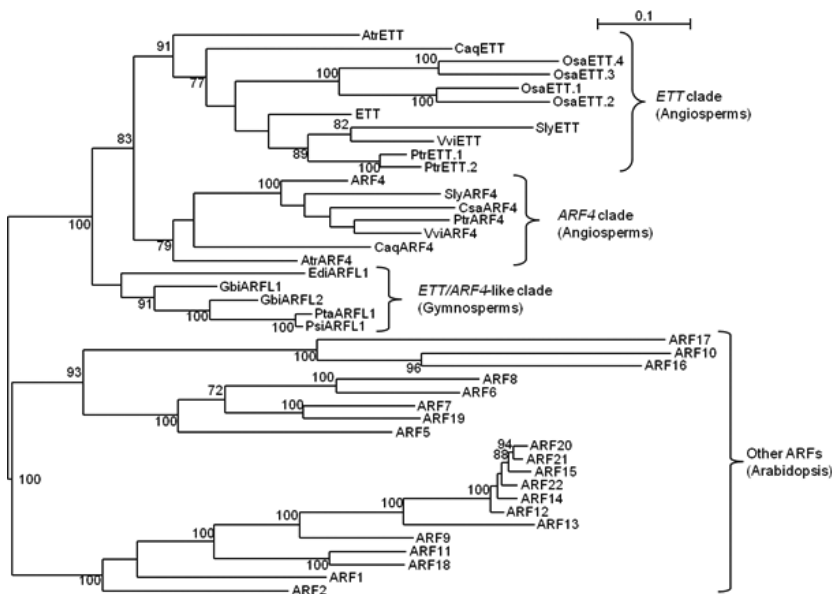 0.1
91
AtrETT
CaqETT
77
100
100
OsaETT.4
OsaETT.3
OsaETT.1
100
OsaETT.2
ETT clade
(Angiosperms)
83
ETT
82
SlyETT
VviETT
89
PtrETT.1
100
PtrETT.2
100
ARF4
SlyARF4
CsaARF4
PtrARF4
VviARF4
ARF4 clade
(Angiosperms)
100
79
CaqARF4
AtrARF4
EdiARFL1
GbiARFL1
91
GbiARFL2
100
PtaARFL1
100
PsiARFL1
ETT/ARF4-like clade
(Gymnosperms)
ARF17
93
100
ARF10
96
ARF16
100
ARF8
72
ARF6
100
ARF7
ARF19
100
ARF5
94
ARF20
88
ARF21
ARF15
ARF22
100
ARF14
ARF12
100
ARF13
Other ARFs
(Arabidopsis)
100
100
ARF9
100
ARF11
100
ARF18
100
ARF1
ARF2